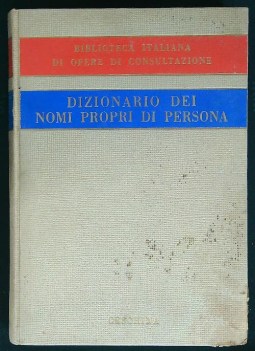 BIBLIOTECA ITALIANA
DI OPERE DI CONSULTAZIONE
DIZIONARIO DEI
NOMI PROPRI DI PERSONA